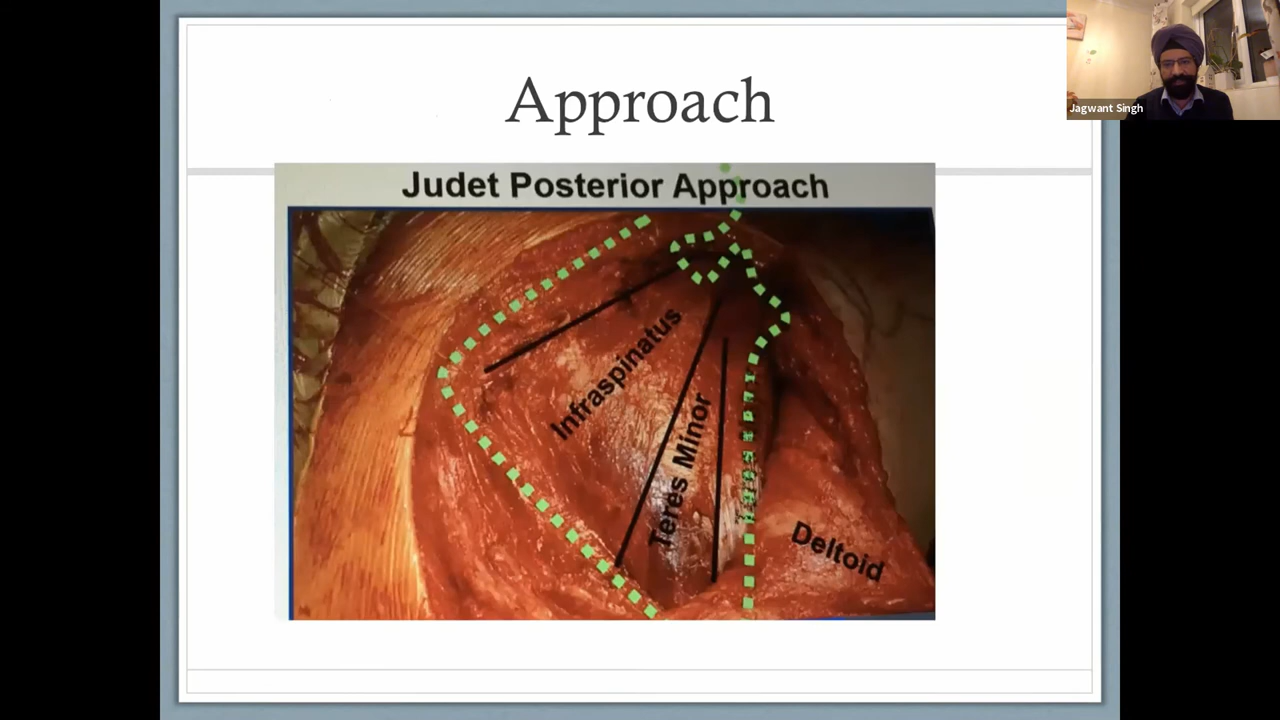 Approach
Jagwant Singh
Judet Posterior Approach
Infraspinatus
Teres Minor
Deltoid